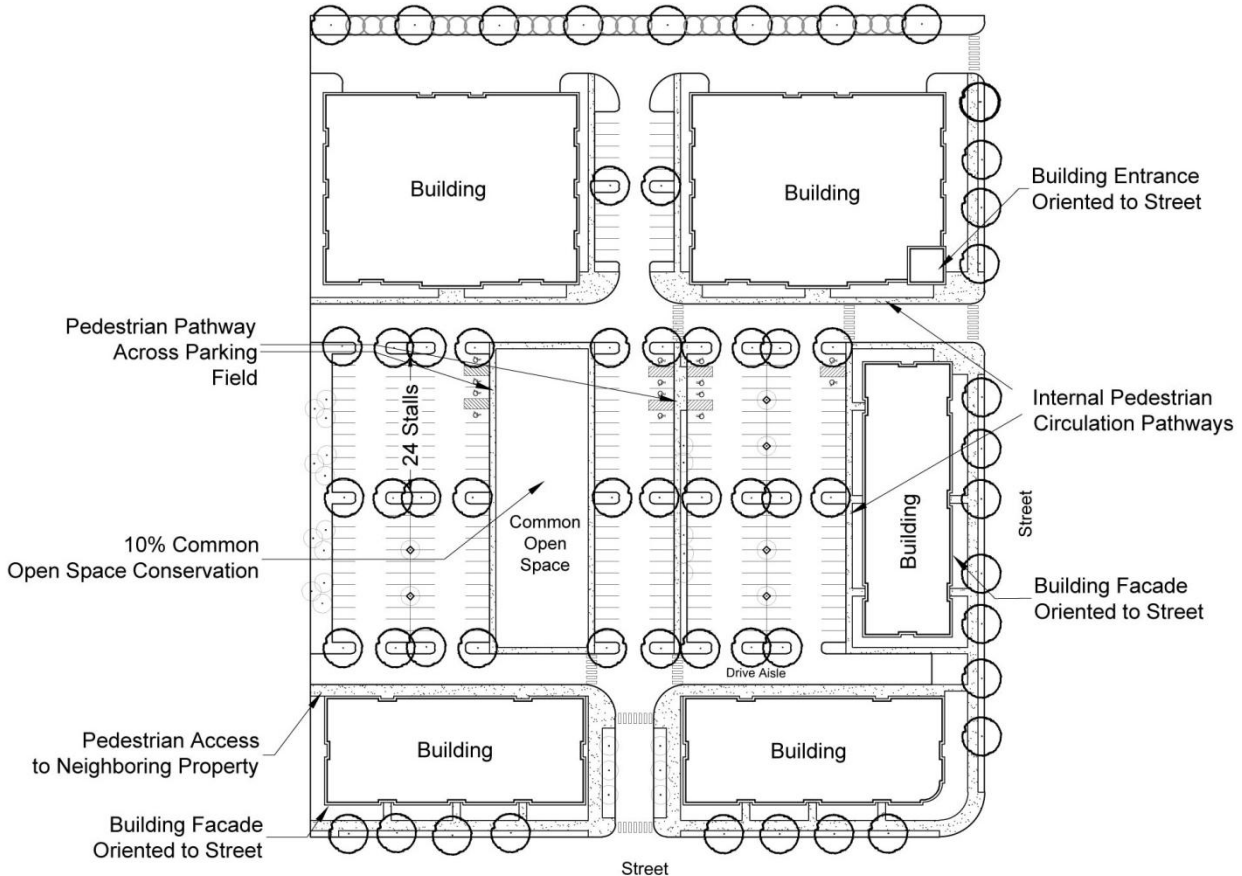 Building
Building
Building Entrance
Oriented to Street
Pedestrian Pathway
Across Parking
Field
24 Stalls
Internal Pedestrian
Circulation Pathways
10% Common
Open Space Conservation
Common
Open
Space
Building
Street
Building Facade
Oriented to Street
Drive Aisle
Pedestrian Access
to Neighboring Property
Building
Building
Building Facade
Oriented to Street
Street